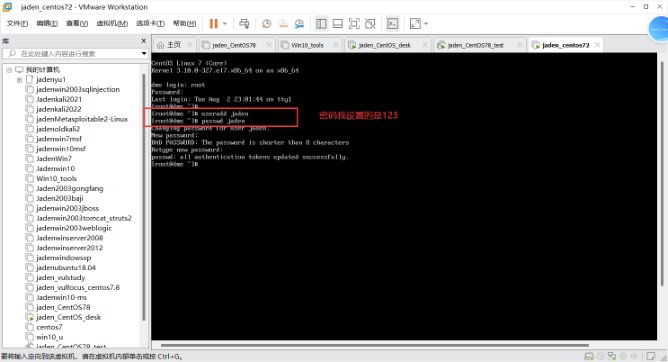 jaden_centos72 - VMware Workstation
文件(F) 编辑(E) 查看(V) 虚拟机(M) 选项卡(T) 帮助(H)
库
在此处键入内容进行搜索
我的计算机
jadenyu1
jadenwin2003sqlinjection
Jadenkali2021
jadenkali2022
jadenMetasploitable2-Linux
jadenoldkali2
jadenwin7msf
jadenwin10msf
JadenWin7
Jadenwin10
Win10_tools
Jaden2003gongfang
Jaden2003baji
jadenwin2003jboss
jadenwin2003tomcat_struts2
jadenwin2003weblogic
Jadenwinserver2008
Jadenwinserver2012
jadenwindowsxp
jadenubuntu18.04
jaden_vulstudy
jaden_vulfocus_centos7.8
Jadenwin10-ms
jaden_CentOS78
jaden_CentOS_desk
centos7
win10_u
jaden_CentOS78_test
主页
jaden_CentOS78
Win10_tools
jaden_CentOS_desk
jaden_CentOS78_test
jaden_centos72
CentOS Linux 7 (Core)
Kernel 3.10.0-327.el7.x86_64 on an x86_64
login: root
Password:
Last login: Tue Aug 2 23:01:44 on tty1
[root@dms ~]#
[root@dms ~]# useradd jaden
[root@dms ~]# passwd jaden
Changing password for user jaden.
New password:
BAD PASSWORD: The password is shorter than 8 characters
Retype new password:
passwd: all authentication tokens updated successfully.
[root@dms ~]#
密码我设置的是123
要将输入定向到该虚拟机，请在虚拟机内部单击或按 Ctrl+G。